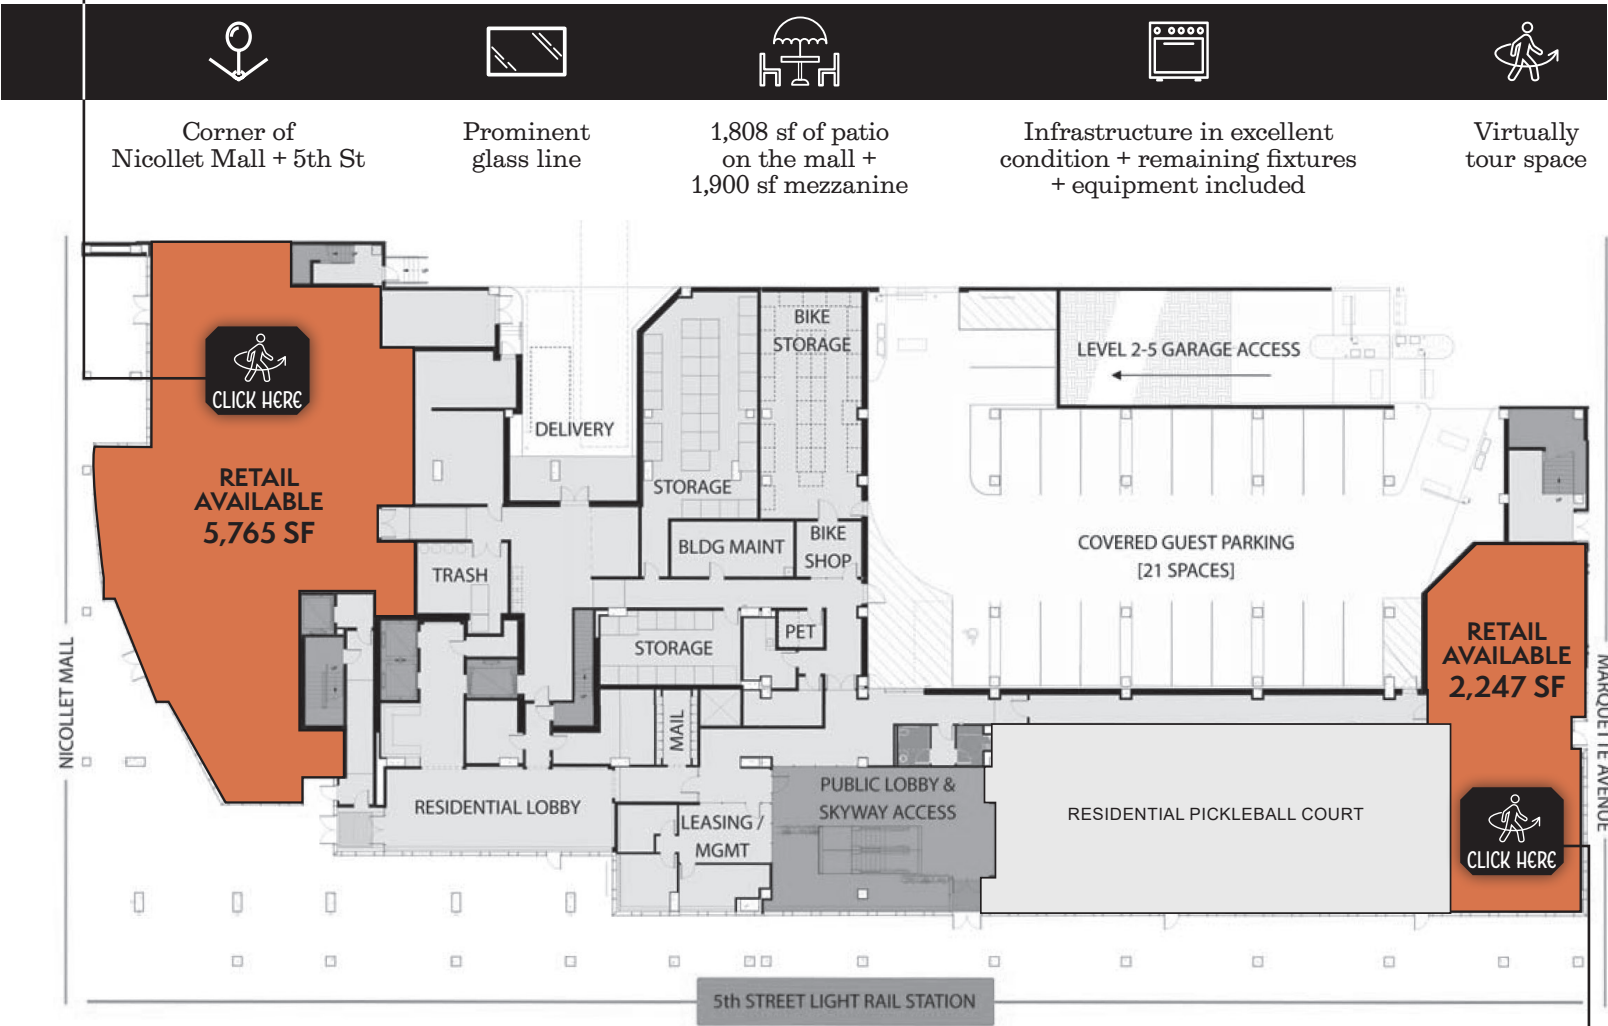 Corner of
Nicollet Mall + 5th St
Prominent
glass line
1,808 sf of patio
on the mall +
1,900 sf mezzanine
Infrastructure in excellent
condition + remaining fixtures
+ equipment included
Virtually
tour space
CLICK HERE
RETAIL
AVAILABLE
5,765 SF
NICOLLET MALL
DELIVERY
STORAGE
BIKE
STORAGE
LEVEL 2-5 GARAGE ACCESS
BLDG MAINT
BIKE
SHOP
TRASH
COVERED GUEST PARKING
[21 SPACES]
STORAGE
PET
MAIL
RETAIL
AVAILABLE
2,247 SF
MARQUETTE AVENUE
RESIDENTIAL LOBBY
LEASING /
MGMT
PUBLIC LOBBY &
SKYWAY ACCESS
RESIDENTIAL PICKLEBALL COURT
CLICK HERE
5th STREET LIGHT RAIL STATION